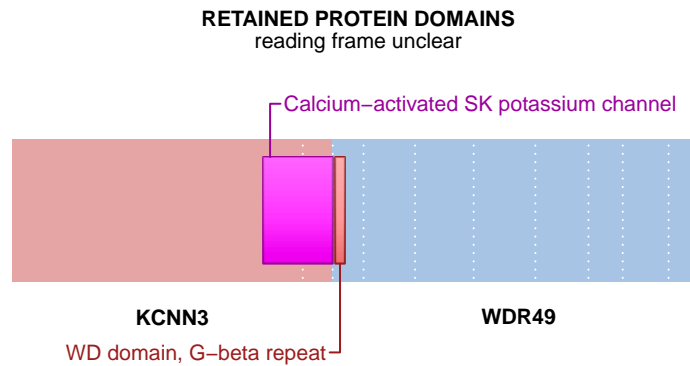 RETAINED PROTEIN DOMAINS
reading frame unclear
Calcium−activated SK potassium channel
KCNN3
WDR49
WD domain, G−beta repeat